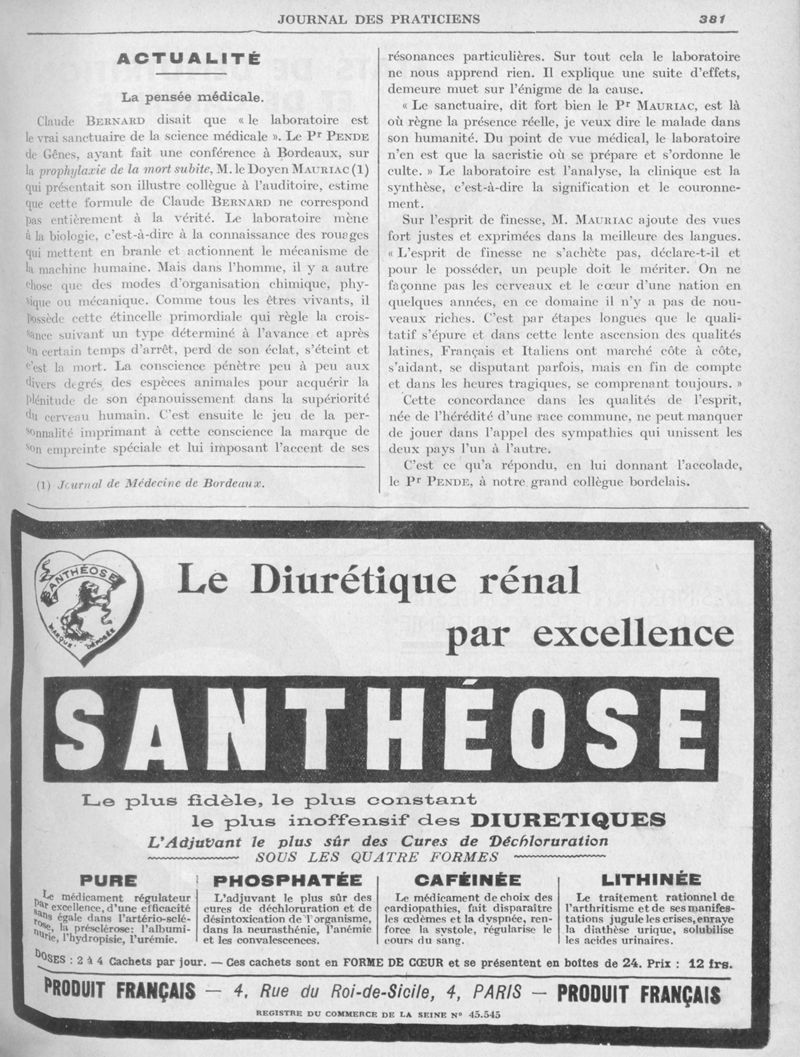 JOURNAL DES PRATICIENS 381
ACTUALITÉ
La pensée médicale.
Claude BERNARD disait que « le laboratoire est
le vrai sanctuaire de la science médicale ». Le Pr PENDE
de Gênes, ayant fait une conférence à Bordeaux, sur
la prophylaxie de la mort subite, M. le Doyen MAURIAC (1)
qui présentait son illustre collègue à l'auditoire, estime
que cette formule de Claude BERNARD ne correspond
pas entièrement à la vérité. Le laboratoire mène
à la biologie, c'est-à-dire à la connaissance des rouages
qui mettent en branle et actionnent le mécanisme de
la machine humaine. Mais dans l'homme, il y a autre
chose que des modes d'organisation chimique, phy-
sique ou mécanique. Comme tous les êtres vivants, il
possède cette étincelle primordiale qui règle la crois-
sance suivant un type déterminé à l'avance et après
un certain temps d'arrêt, perd de son éclat, s'éteint et
c'est la mort. La conscience pénètre peu à peu aux
divers degrés des espèces animales pour acquérir la
plénitude de son épanouissement dans la supériorité
du cerveau humain. C'est ensuite le jeu de la per-
sonnalité imprimant à cette conscience la marque de
son empreinte spéciale et lui imposant l'accent de ses
(1) Journal de Médecine de Bordeaux.
résonances particulières. Sur tout cela le laboratoire
ne nous apprend rien. Il explique une suite d'effets,
demeure muet sur l'énigme de la cause.
« Le sanctuaire, dit fort bien le Pr MAURIAC, est là
où règne la présence réelle, je veux dire le malade dans
son humanité. Du point de vue médical, le laboratoire
n'en est que la sacristie où se prépare et s'ordonne le
culte. » Le laboratoire est l'analyse, la clinique est la
synthèse, c'est-à-dire la signification et le couronne-
ment.
Sur l'esprit de finesse, M. MAURIAC ajoute des vues
fort justes et exprimées dans la meilleure des langues.
« L'esprit de finesse ne s'achète pas, déclare-t-il et
pour le posséder, un peuple doit le mériter. On ne
façonne pas les cerveaux et le cœur d'une nation en
quelques années, en ce domaine il n'y a pas de nou-
veaux riches. C'est par étapes longues que le quali-
tatif s'épure et dans cette lente ascension des qualités
latines, Français et Italiens ont marché côte à côte,
s'aidant, se disputant parfois, mais en fin de compte
et dans les heures tragiques, se comprenant toujours. »
Cette concordance dans les qualités de l'esprit,
née de l'hérédité d'une race commune, ne peut manquer
de jouer dans l'appel des sympathies qui unissent les
deux pays l'un à l'autre.
C'est ce qu'a répondu, en lui donnant l'accolade,
le Pr PENDE, à notre grand collègue bordelais.
SANTHÉOSE
MARQUE DÉPOSÉE
Le Diurétique rénal
par excellence
SANTHÉOSE
Le plus fidèle, le plus constant
le plus inoffensif des DIURETIQUES
L'Adjuvant le plus sûr des Cures de Déchloruration
SOUS LES QUATRE FORMES
PURE
Le médicament régulateur
par excellence, d'une efficacité
sans égale dans l'artério-sclé-
rose, la présclérose: l'albumi-
nurie, l'hydropisie, l'urémie.
PHOSPHATÉE
L'adjuvant le plus sûr des
cures de déchloruration et de
désintoxication de l'organisme,
dans la neurasthénie, l'anémie
et les convalescences.
CAFÉINÉE
Le médicament de choix des
cardiopathies, fait disparaître
les œdèmes et la dyspnée, ren-
force la systole, régularise le
cours du sang.
LITHINÉE
Le traitement rationnel de
l'arthritisme et de ses manifes-
tations jugule les crises, enraye
la diathèse urique, solubilise
les acides urinaires.
DOSES : 2 à 4 Cachets par jour. — Ces cachets sont en FORME DE CŒUR et se présentent en boîtes de 24. Prix : 12 frs.
PRODUIT FRANÇAIS — 4, Rue du Roi-de-Sicile, 4, PARIS — PRODUIT FRANÇAIS
REGISTRE DU COMMERCE DE LA SEINE Nº 45.545